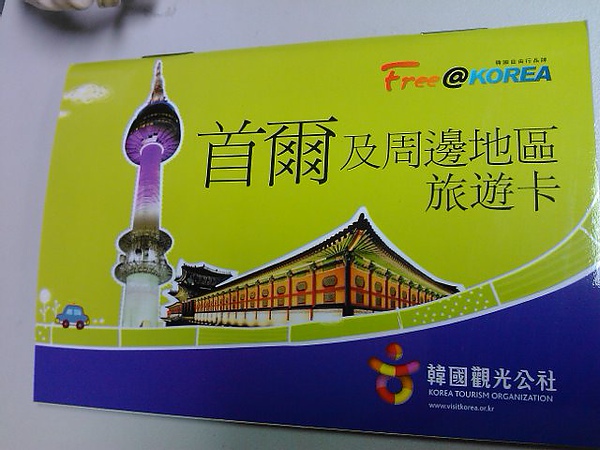 韓國自由行品牌
Free@KOREA
首爾及周邊地區
旅遊卡
韓國觀光公社
KOREA TOURISM ORGANIZATION
www.visitkorea.or.kr